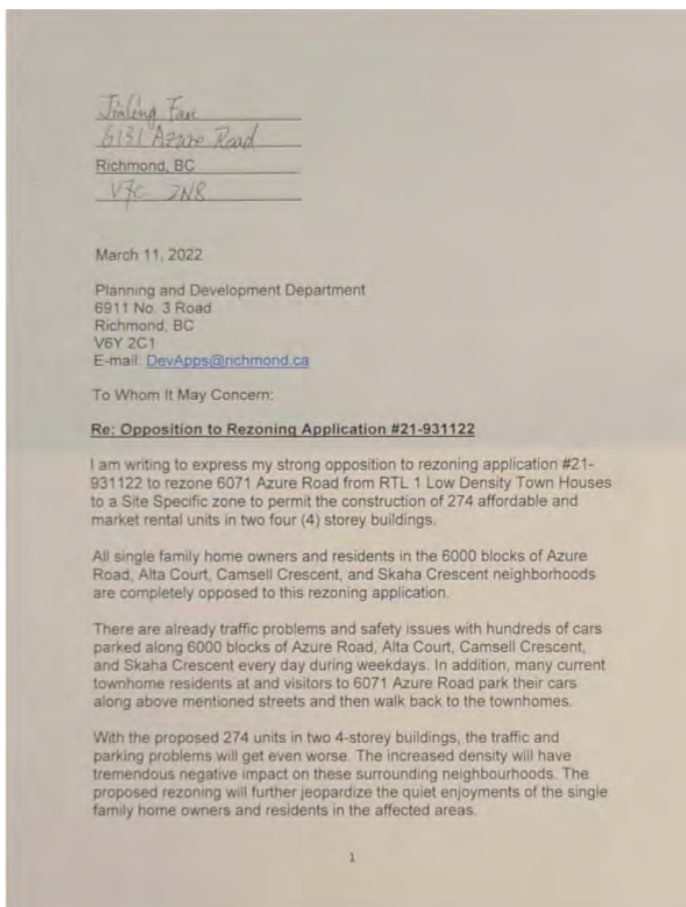 Jinling Fan
6131 Azure Road
Richmond, BC
V7C 2N8
March 11, 2022
Planning and Development Department
6911 No. 3 Road
Richmond, BC
V6Y 2C1
E-mail: DevApps@richmond.ca
To Whom It May Concern:
Re: Opposition to Rezoning Application #21-931122
I am writing to express my strong opposition to rezoning application #21-
931122 to rezone 6071 Azure Road from RTL 1 Low Density Town Houses
to a Site Specific zone to permit the construction of 274 affordable and
market rental units in two four (4) storey buildings.
All single family home owners and residents in the 6000 blocks of Azure
Road, Alta Court, Camsell Crescent, and Skaha Crescent neighborhoods
are completely opposed to this rezoning application.
There are already traffic problems and safety issues with hundreds of cars
parked along 6000 blocks of Azure Road, Alta Court, Camsell Crescent,
and Skaha Crescent every day during weekdays. In addition, many current
townhome residents at and visitors to 6071 Azure Road park their cars
along above mentioned streets and then walk back to the townhomes.
With the proposed 274 units in two 4-storey buildings, the traffic and
parking problems will get even worse. The increased density will have
tremendous negative impact on these surrounding neighbourhoods. The
proposed rezoning will further jeopardize the quiet enjoyments of the single
family home owners and residents in the affected areas.
1